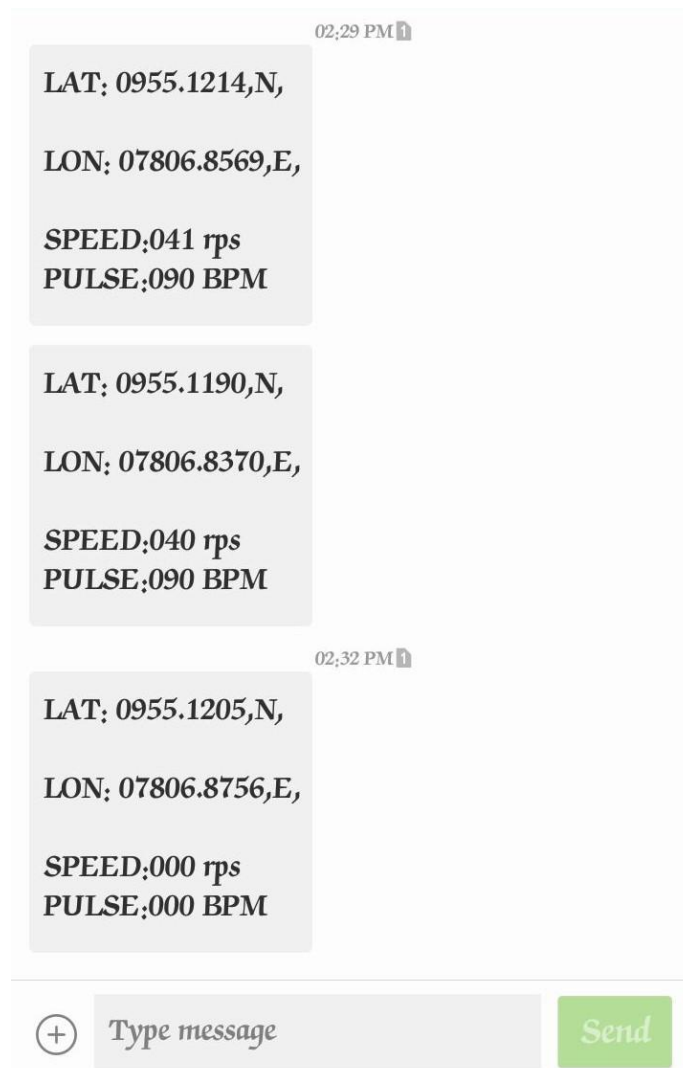 02:29 PM 1
LAT: 0955.1214,N,
LON: 07806.8569,E,
SPEED:041 rps
PULSE:090 BPM
LAT: 0955.1190,N,
LON: 07806.8370,E,
SPEED:040 rps
PULSE:090 BPM
02:32 PM 1
LAT: 0955.1205,N,
LON: 07806.8756,E,
SPEED:000 rps
PULSE:000 BPM
Type message
Send